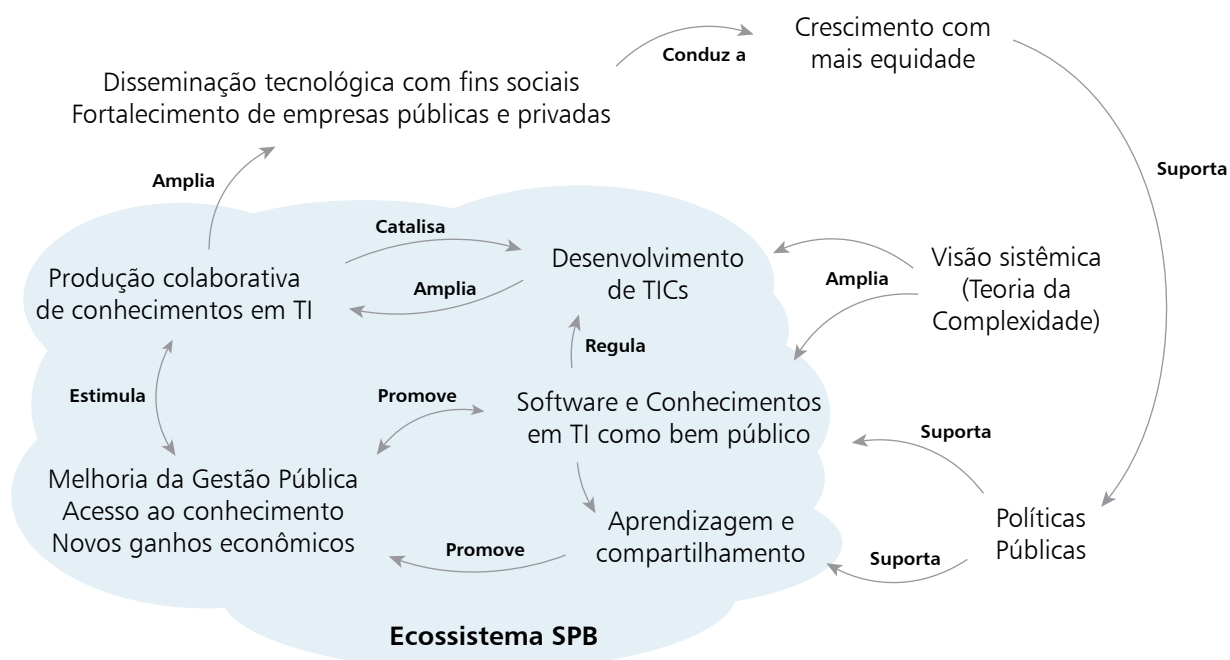 Crescimento com
mais equidade
Conduz a
Disseminação tecnológica com fins sociais
Fortalecimento de empresas públicas e privadas
Suporta
Amplia
Catalisa
Desenvolvimento
de TICs
Visão sistêmica
(Teoria da
Complexidade)
Produção colaborativa
de conhecimentos em TI
Amplia
Amplia
Regula
Estimula
Promove
Software e Conhecimentos
em TI como bem público
Suporta
Melhoria da Gestão Pública
Acesso ao conhecimento
Novos ganhos econômicos
Aprendizagem e
compartilhamento
Políticas
Públicas
Promove
Suporta
Ecossistema SPB